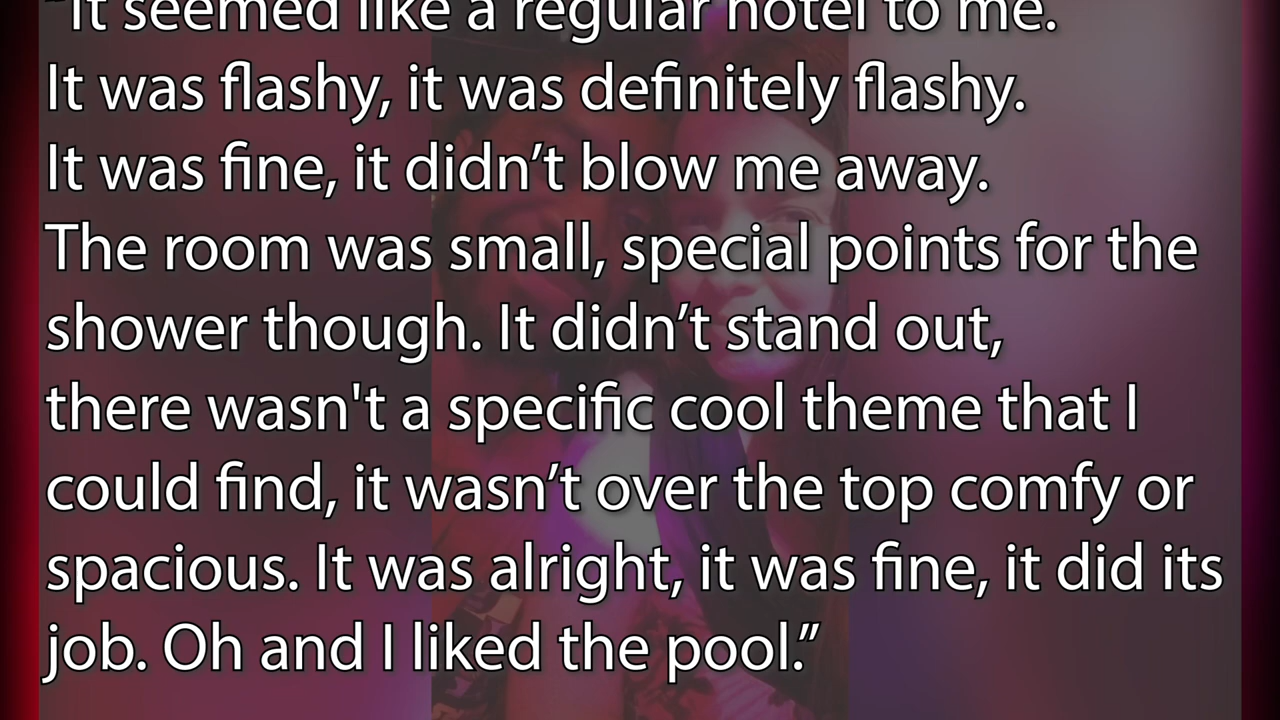 “It seemed like a regular hotel to me.
It was flashy, it was definitely flashy.
It was fine, it didn’t blow me away.
The room was small, special points for the
shower though. It didn’t stand out,
there wasn't a specific cool theme that I
could find, it wasn’t over the top comfy or
spacious. It was alright, it was fine, it did its
job. Oh and I liked the pool.”